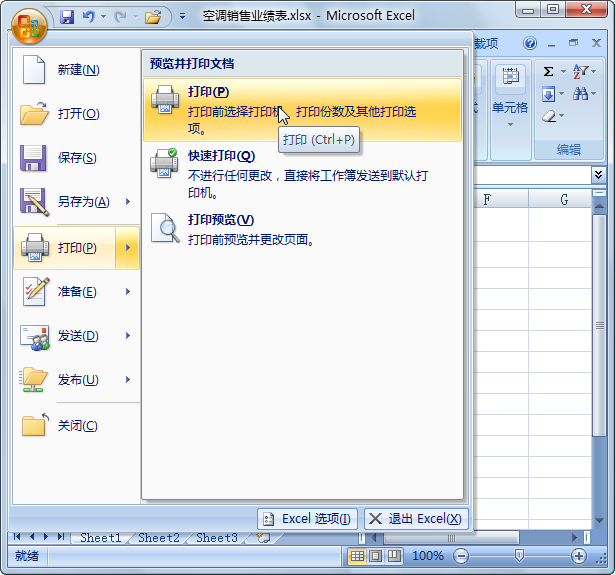 空调销售业绩表.xlsx - Microsoft Excel
载项
新建(N)
打开(O)
保存(S)
另存为(A)
打印(P)
准备(E)
发送(D)
发布(U)
关闭(C)
预览并打印文档
打印(P)
打印前选择打印机、打印份数及其他打印选
项。
打印 (Ctrl+P)
快速打印(Q)
不进行任何更改，直接将工作簿发送到默认打
印机。
打印预览(V)
打印前预览并更改页面。
单元格
编辑
F G
Excel 选项(I) 退出 Excel(X)
Sheet1 Sheet2 Sheet3
就绪 100%